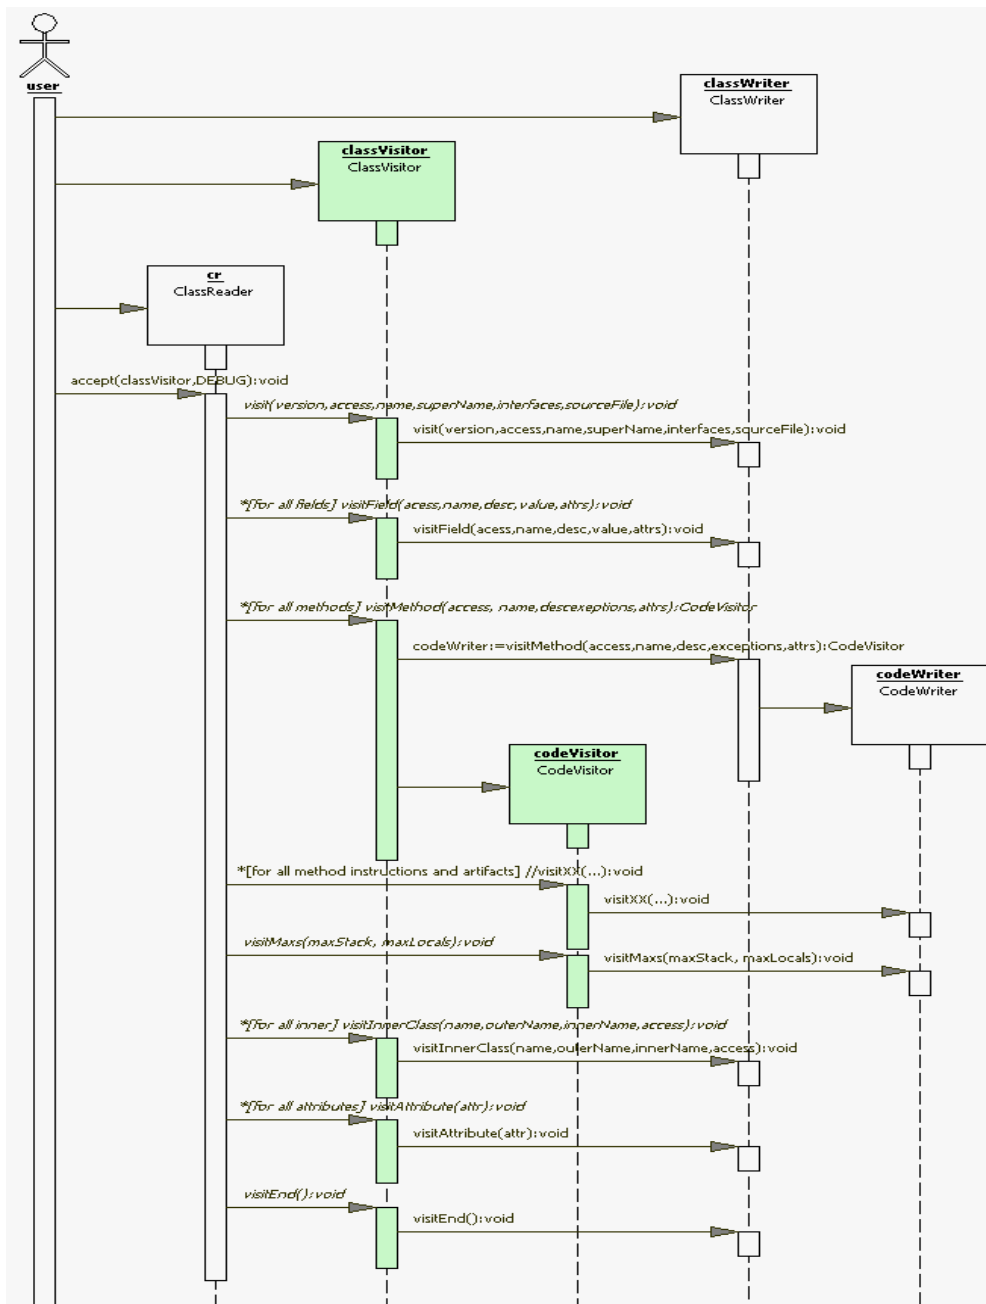 user
classWriter
ClassWriter
classVisitor
ClassVisitor
cr
ClassReader
accept(classVisitor,DEBUG):void
visit(version,access,name,superName,interfaces,sourceFile):void
visit(version,access,name,superName,interfaces,sourceFile):void
*[for all fields] visitField(acess,name,desc,value,attrs):void
visitField(acess,name,desc,value,attrs):void
*[for all methods] visitMethod(access, name,descexeptions,attrs):CodeVisitor
codeWriter:=visitMethod(access,name,desc,exceptions,attrs):CodeVisitor
codeWriter
CodeWriter
codeVisitor
CodeVisitor
*[for all method instructions and artifacts] //visitXX(...):void
visitXX(...):void
visitMaxs(maxStack, maxLocals):void
visitMaxs(maxStack, maxLocals):void
*[for all inner] visitInnerClass(name,outerName,innerName,access):void
visitInnerClass(name,outerName,innerName,access):void
*[for all attributes] visitAttribute(attr):void
visitAttribute(attr):void
visitEnd():void
visitEnd():void